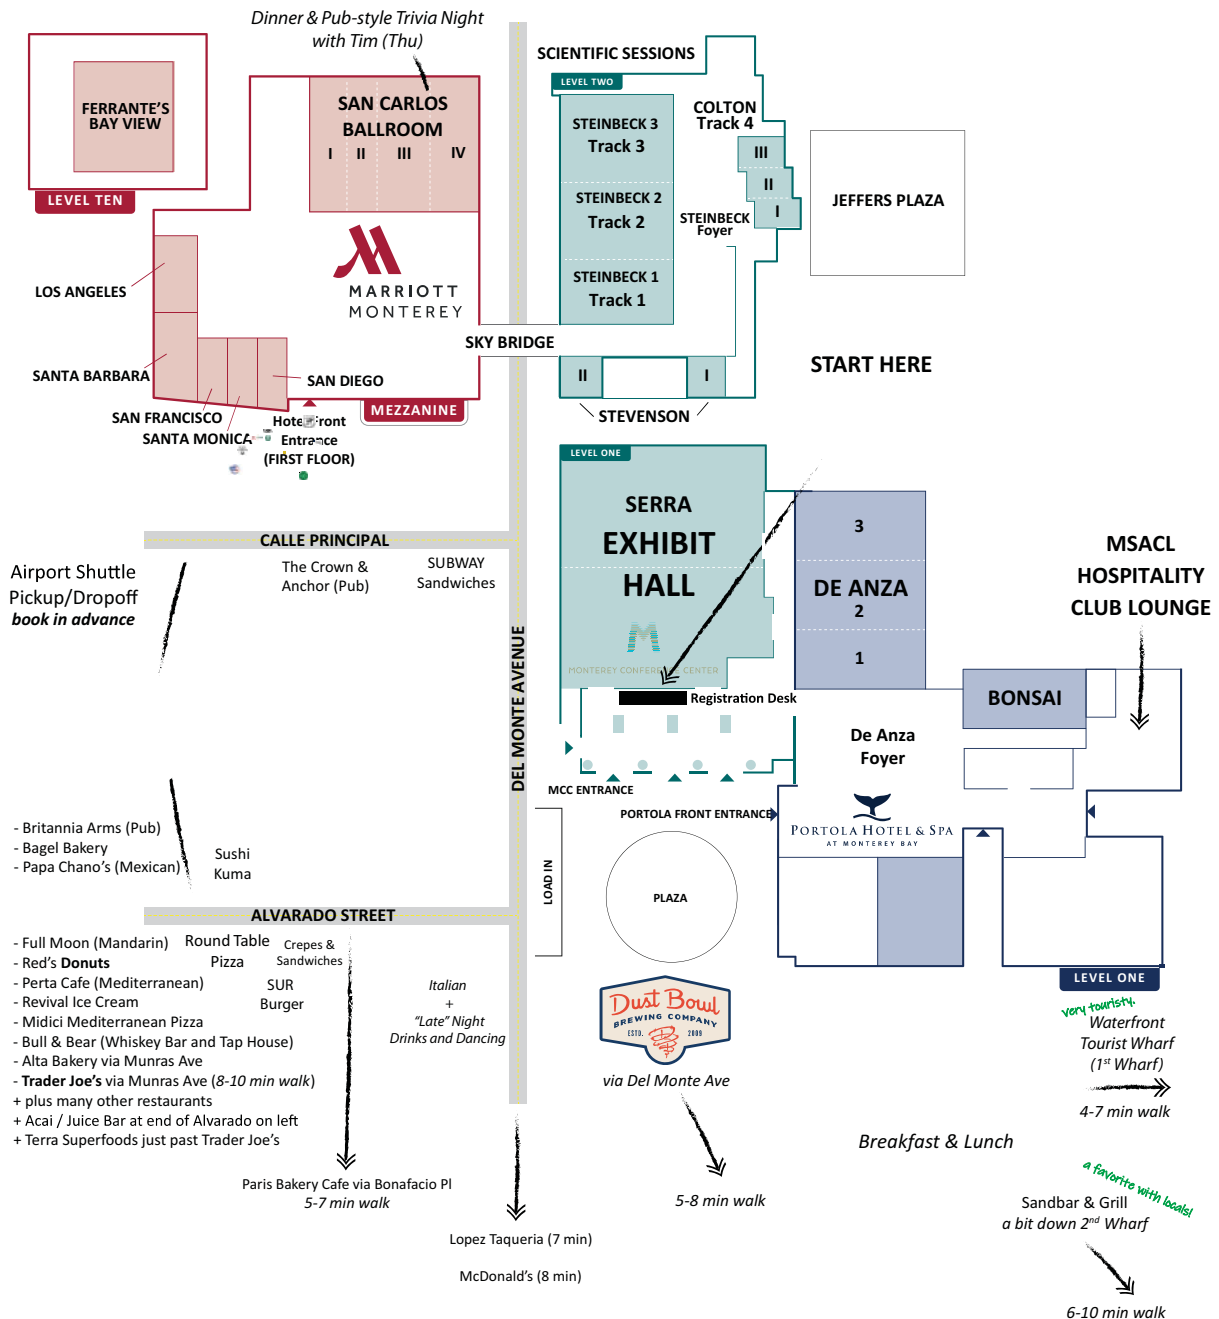 Dinner & Pub-style Trivia Night
with Tim (Thu)
FERRANTE'S
BAY VIEW
LEVEL TEN
SAN CARLOS
BALLROOM
I II III IV
MARRIOTT
MONTEREY
LOS ANGELES
SANTA BARBARA
SAN FRANCISCO
SANTA MONICA
SAN DIEGO
MEZZANINE
Hotel Front
Entrance
(FIRST FLOOR)
SKY BRIDGE
SCIENTIFIC SESSIONS
LEVEL TWO
STEINBECK 3
Track 3
STEINBECK 2
Track 2
STEINBECK 1
Track 1
COLTON
Track 4
III
II
I
STEINBECK
Foyer
JEFFERS PLAZA
II
I
STEVENSON
START HERE
LEVEL ONE
SERRA
EXHIBIT
HALL
MONTEREY CONFERENCE CENTER
Registration Desk
3
DE ANZA
2
1
BONSAI
De Anza
Foyer
MSACL
HOSPITALITY
CLUB LOUNGE
MCC ENTRANCE
PORTOLA FRONT ENTRANCE
PORTOLA HOTEL & SPA
AT MONTEREY BAY
LEVEL ONE
LOAD IN
PLAZA
CALLE PRINCIPAL
DEL MONTE AVENUE
ALVARADO STREET
Airport Shuttle
Pickup/Dropoff
book in advance
The Crown &
Anchor (Pub)
SUBWAY
Sandwiches
- Britannia Arms (Pub)
- Bagel Bakery
- Papa Chano's (Mexican)
Sushi
Kuma
- Full Moon (Mandarin)
- Red's Donuts
- Perta Cafe (Mediterranean)
- Revival Ice Cream
- Midici Mediterranean Pizza
- Bull & Bear (Whiskey Bar and Tap House)
- Alta Bakery via Munras Ave
- Trader Joe's via Munras Ave (8-10 min walk)
+ plus many other restaurants
+ Acai / Juice Bar at end of Alvarado on left
+ Terra Superfoods just past Trader Joe's
Round Table
Pizza
Crepes &
Sandwiches
SUR
Burger
Italian
+
"Late" Night
Drinks and Dancing
Paris Bakery Cafe via Bonafacio Pl
5-7 min walk
Lopez Taqueria (7 min)
McDonald's (8 min)
Dust Bowl
BREWING COMPANY
ESTD. 2009
via Del Monte Ave
5-8 min walk
very touristy.
Waterfront
Tourist Wharf
(1st Wharf)
4-7 min walk
Breakfast & Lunch
a favorite with locals!
Sandbar & Grill
a bit down 2nd Wharf
6-10 min walk